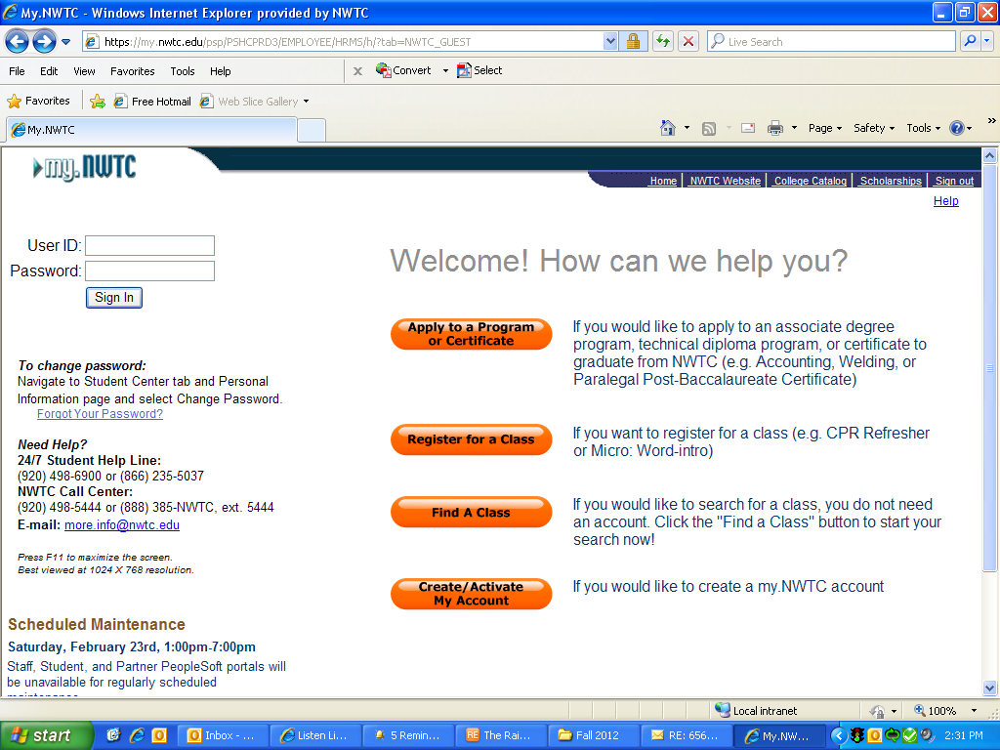 My.NWTC - Windows Internet Explorer provided by NWTC
https://my.nwtc.edu/psp/PSHCPRD3/EMPLOYEE/HRMS/h/?tab=NWTC_GUEST
Live Search
File Edit View Favorites Tools Help
x Convert Select
Favorites Free Hotmail Web Slice Gallery
My.NWTC
Page Safety Tools »
my.NWTC
Home NWTC Website College Catalog Scholarships Sign out
Help
User ID:
Password:
Sign In
To change password:
Navigate to Student Center tab and Personal
Information page and select Change Password.
Forgot Your Password?
Need Help?
24/7 Student Help Line:
(920) 498-6900 or (866) 235-5037
NWTC Call Center:
(920) 498-5444 or (888) 385-NWTC, ext. 5444
E-mail: more.info@nwtc.edu
Press F11 to maximize the screen.
Best viewed at 1024 X 768 resolution.
Scheduled Maintenance
Saturday, February 23rd, 1:00pm-7:00pm
Staff, Student, and Partner PeopleSoft portals will
be unavailable for regularly scheduled
maintenance
Welcome! How can we help you?
Apply to a Program
or Certificate
If you would like to apply to an associate degree
program, technical diploma program, or certificate to
graduate from NWTC (e.g. Accounting, Welding, or
Paralegal Post-Baccalaureate Certificate)
Register for a Class
If you want to register for a class (e.g. CPR Refresher
or Micro: Word-intro)
Find A Class
If you would like to search for a class, you do not need
an account. Click the "Find a Class" button to start your
search now!
Create/Activate
My Account
If you would like to create a my.NWTC account
Local intranet 100%
start
Inbox - ...
Listen Li...
5 Remin...
The Rai...
Fall 2012
RE: 656...
My.NW...
2:31 PM